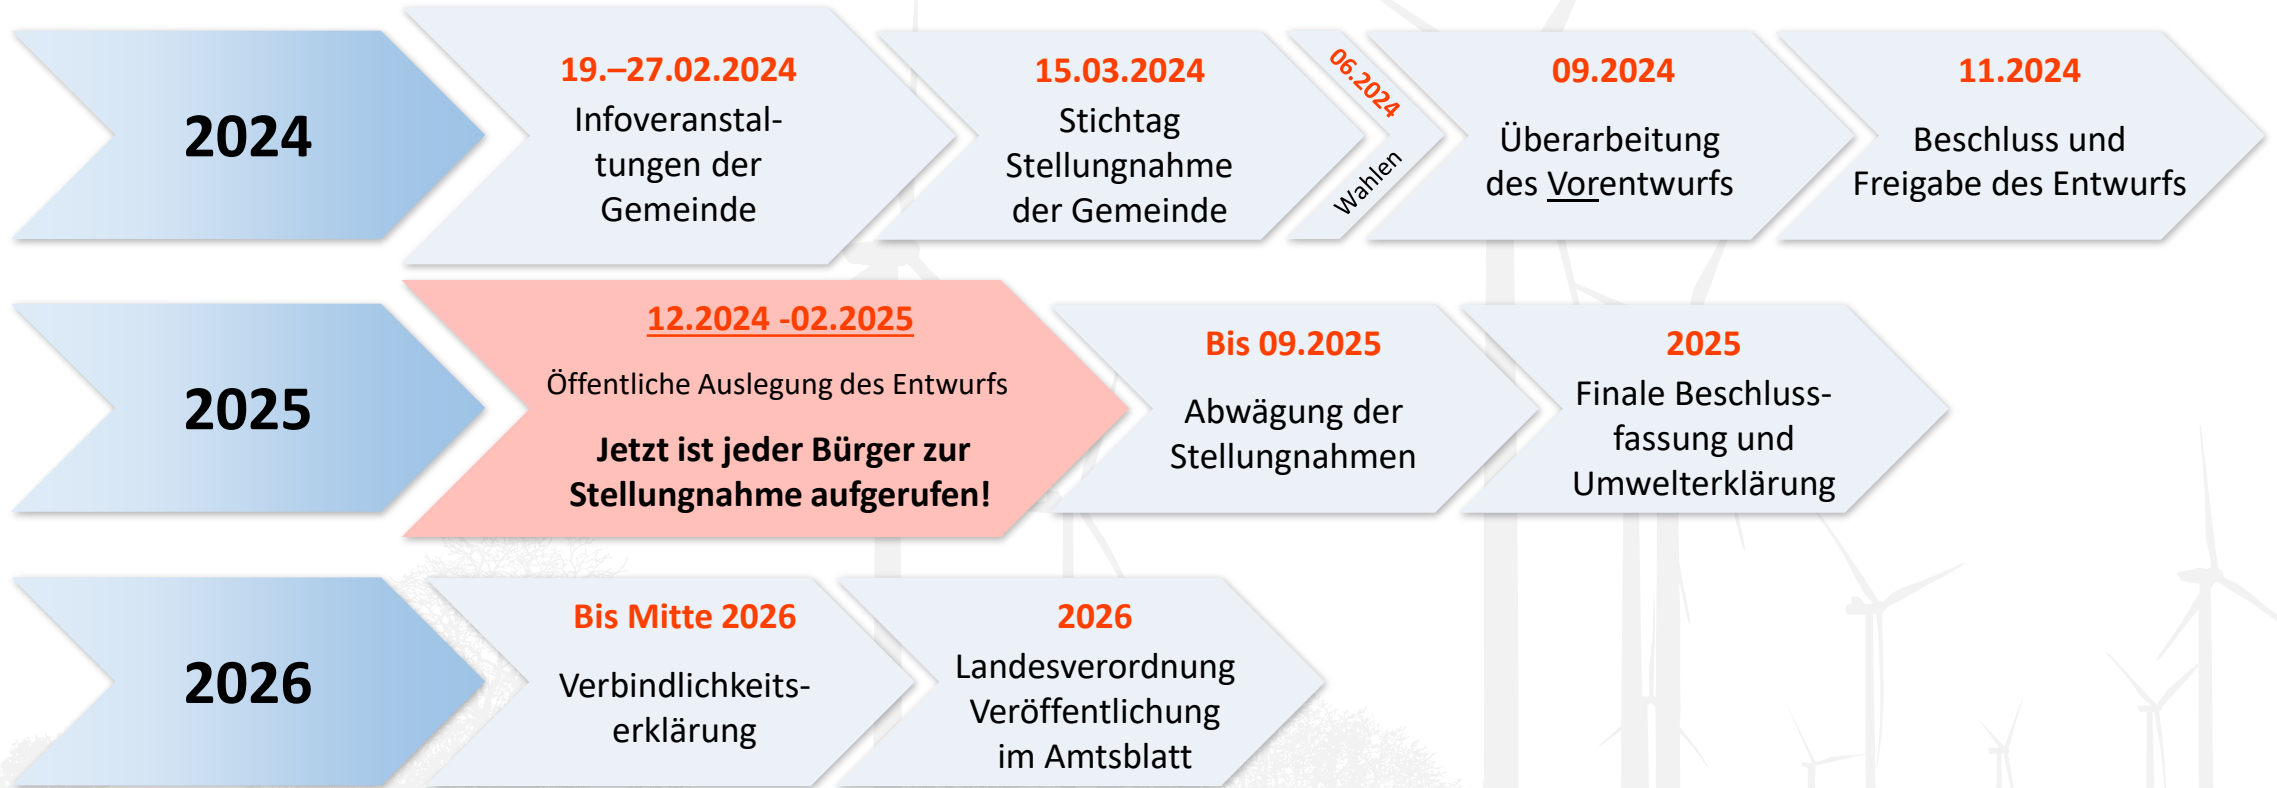 2024
19.–27.02.2024
Infoveranstal-
tungen der
Gemeinde
15.03.2024
Stichtag
Stellungnahme
der Gemeinde
06.2024
Wahlen
09.2024
Überarbeitung
des Vorentwurfs
11.2024
Beschluss und
Freigabe des Entwurfs
2025
12.2024 -02.2025
Öffentliche Auslegung des Entwurfs
Jetzt ist jeder Bürger zur
Stellungnahme aufgerufen!
Bis 09.2025
Abwägung der
Stellungnahmen
2025
Finale Beschluss-
fassung und
Umwelterklärung
2026
Bis Mitte 2026
Verbindlichkeits-
erklärung
2026
Landesverordnung
Veröffentlichung
im Amtsblatt